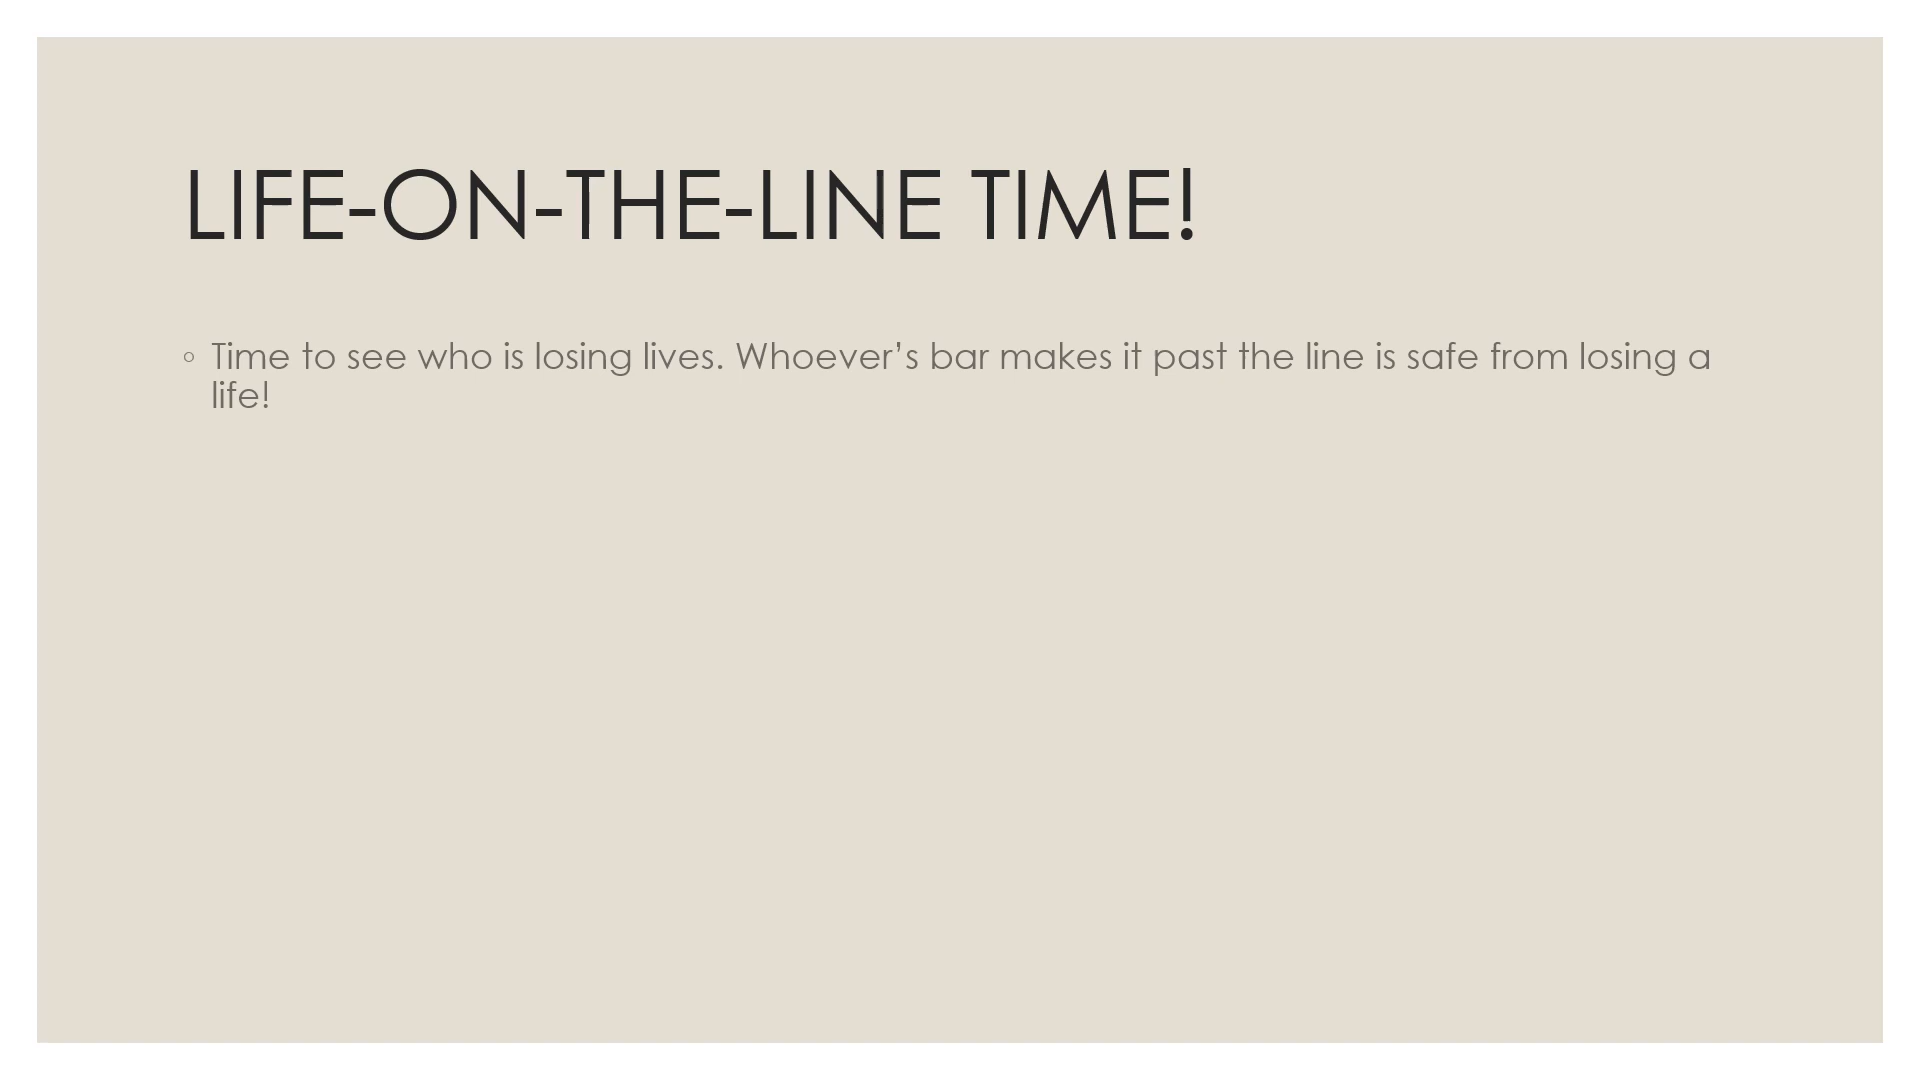 LIFE-ON-THE-LINE TIME!
◦ Time to see who is losing lives. Whoever’s bar makes it past the line is safe from losing a
life!